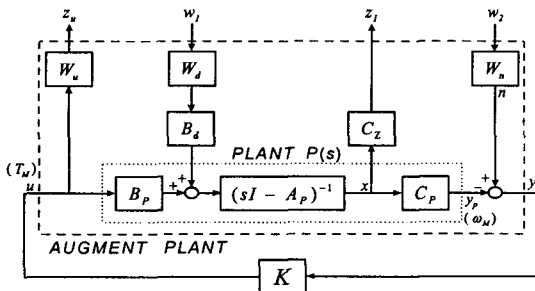 z_u w_1 z_1 w_2
W_u W_d W_n
n
B_d C_Z
PLANT P(s)
(T_M)
u B_P + + (sI − A_P)^{-1} x C_P y_P − + y
(ω_M)
AUGMENT PLANT
K